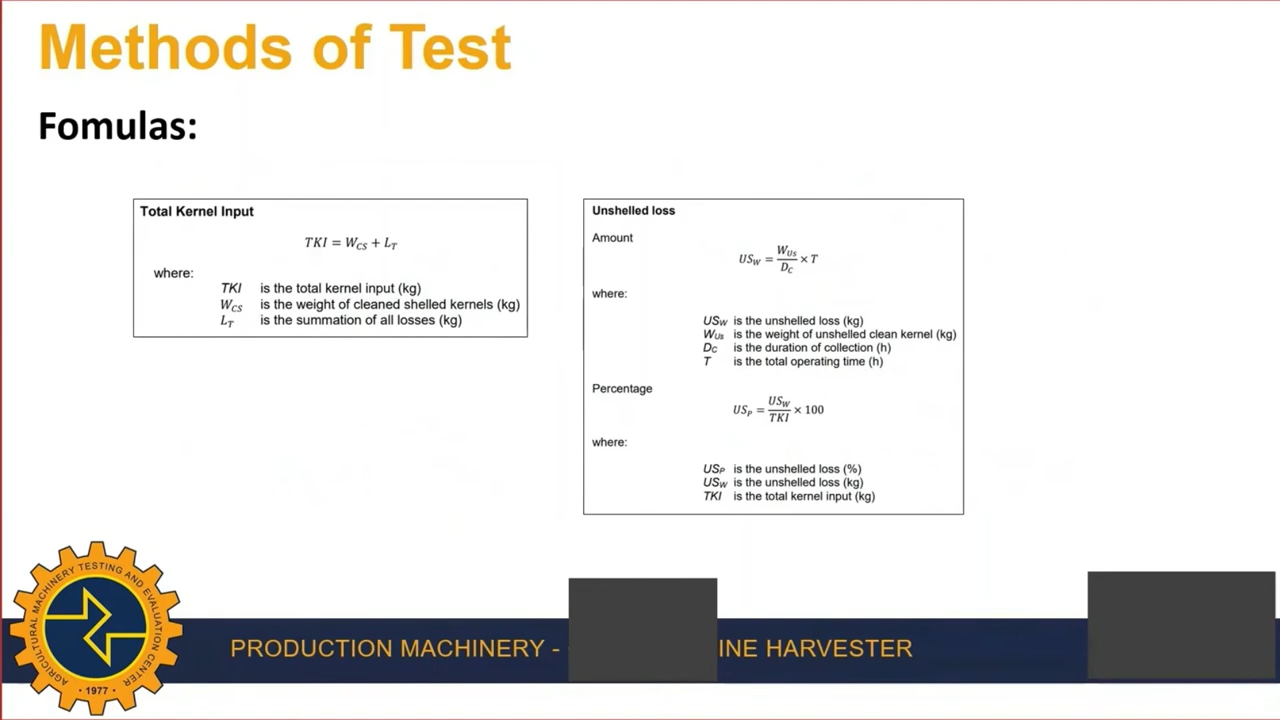 Methods of Test
Fomulas:
Total Kernel Input
TKI = W_CS + L_T
where:
TKI is the total kernel input (kg)
W_CS is the weight of cleaned shelled kernels (kg)
L_T is the summation of all losses (kg)
Unshelled loss
Amount
US_W = W_Us / D_C × T
where:
US_W is the unshelled loss (kg)
W_Us is the weight of unshelled clean kernel (kg)
D_C is the duration of collection (h)
T is the total operating time (h)
Percentage
US_P = US_W / TKI × 100
where:
US_P is the unshelled loss (%)
US_W is the unshelled loss (kg)
TKI is the total kernel input (kg)
AGRICULTURAL MACHINERY TESTING AND EVALUATION CENTER
· 1977 ·
PRODUCTION MACHINERY - INE HARVESTER